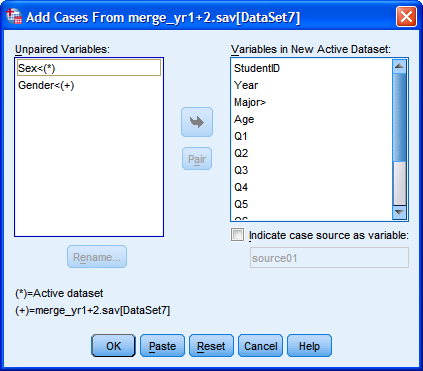 Add Cases From merge_yr1+2.sav[DataSet7]
Unpaired Variables:
Sex<(*)
Gender<(+)
Pair
Rename...
Variables in New Active Dataset:
StudentID
Year
Major>
Age
Q1
Q2
Q3
Q4
Q5
Indicate case source as variable:
source01
(*)=Active dataset
(+)=merge_yr1+2.sav[DataSet7]
OK
Paste
Reset
Cancel
Help